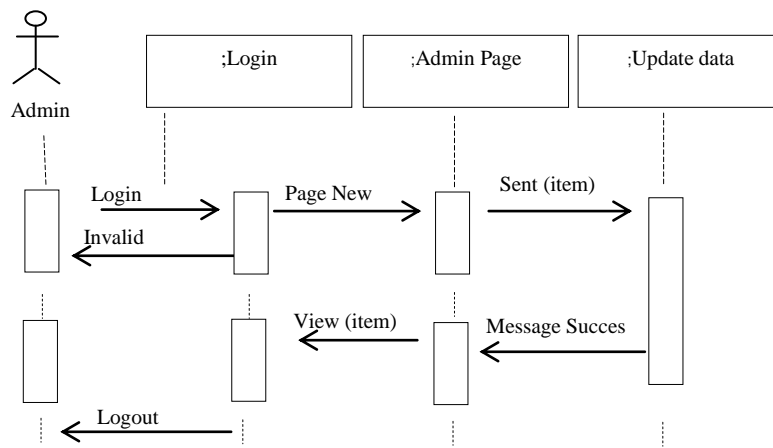 ;Login
;Admin Page
;Update data
Admin
Login
Page New
Sent (item)
Invalid
View (item)
Message Succes
Logout